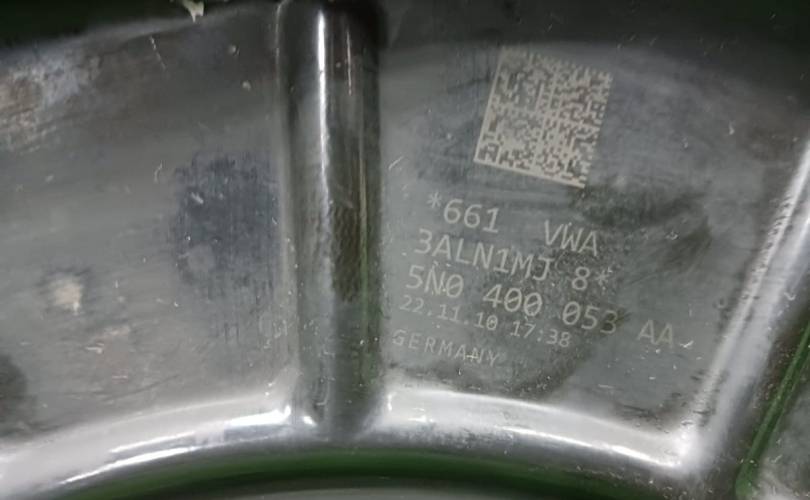 *661 VWA
3ALN1MJ 8*
5N0 400 053 AA
22.11.10 17:38
GERMANY